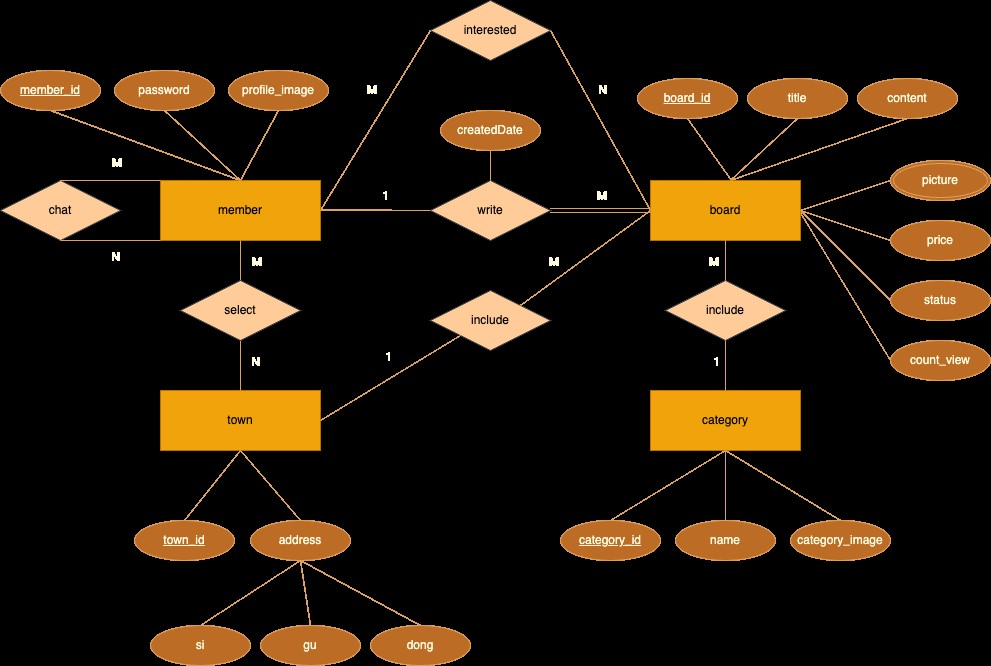 interested
M
N
member_id
password
profile_image
board_id
title
content
createdDate
M
chat
N
member
1
write
M
board
picture
price
status
count_view
M
select
N
M
include
1
M
include
1
town
category
town_id
address
category_id
name
category_image
si
gu
dong